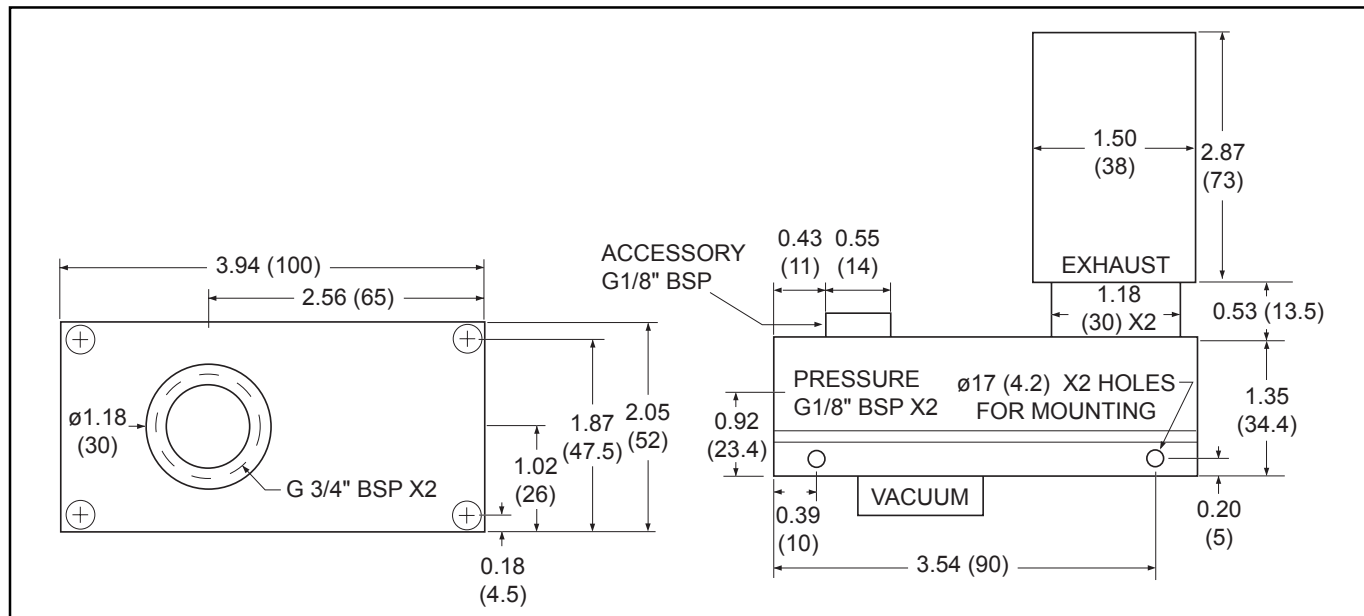 3.94 (100)
2.56 (65)
ø1.18
(30)
G 3/4" BSP X2
1.02
(26)
1.87
(47.5)
2.05
(52)
0.18
(4.5)
ACCESSORY
G1/8" BSP
0.43
(11)
0.55
(14)
1.50
(38)
2.87
(73)
EXHAUST
1.18
(30) X2
0.53 (13.5)
PRESSURE
G1/8" BSP X2
ø17 (4.2) X2 HOLES
FOR MOUNTING
0.92
(23.4)
1.35
(34.4)
VACUUM
0.39
(10)
3.54 (90)
0.20
(5)